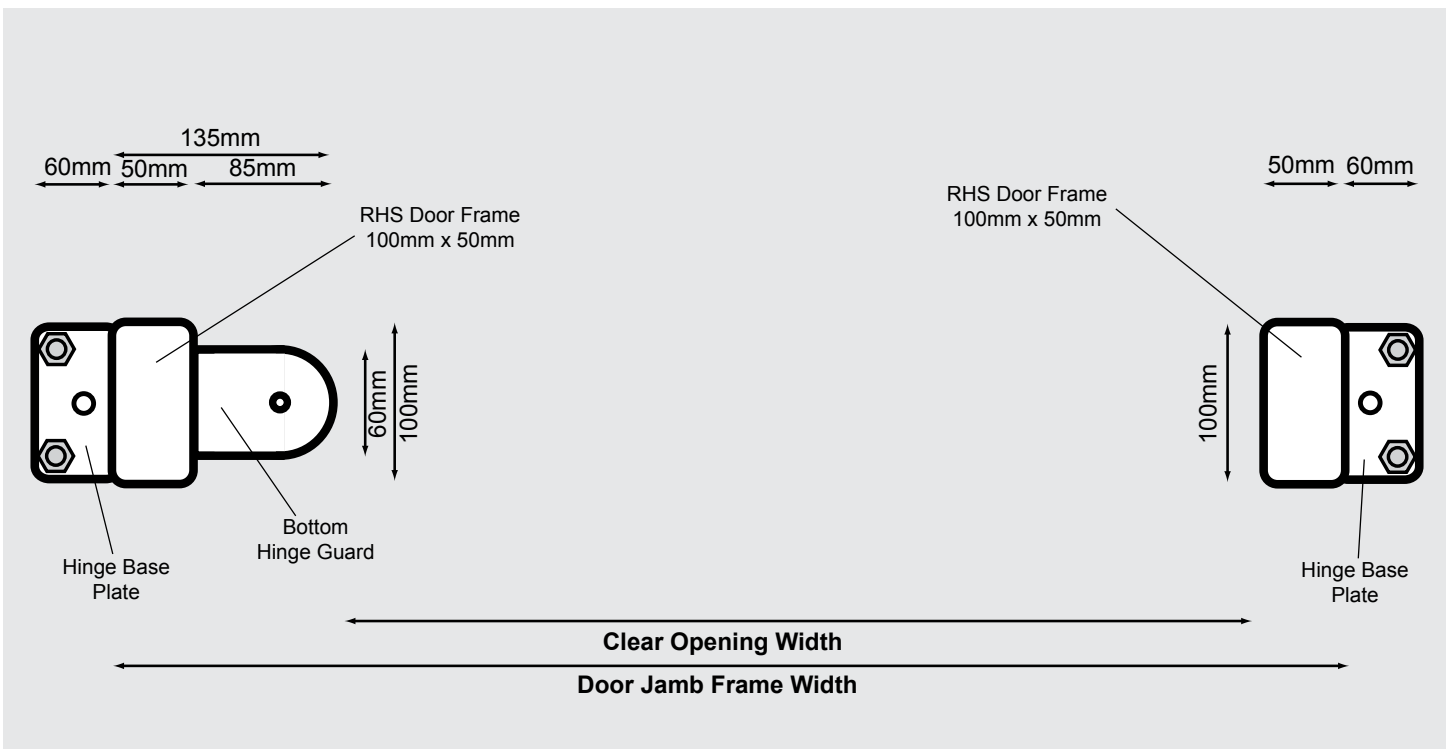 135mm
60mm 50mm 85mm
50mm 60mm
RHS Door Frame
100mm x 50mm
RHS Door Frame
100mm x 50mm
60mm
100mm
100mm
Bottom
Hinge Guard
Hinge Base
Plate
Hinge Base
Plate
Clear Opening Width
Door Jamb Frame Width